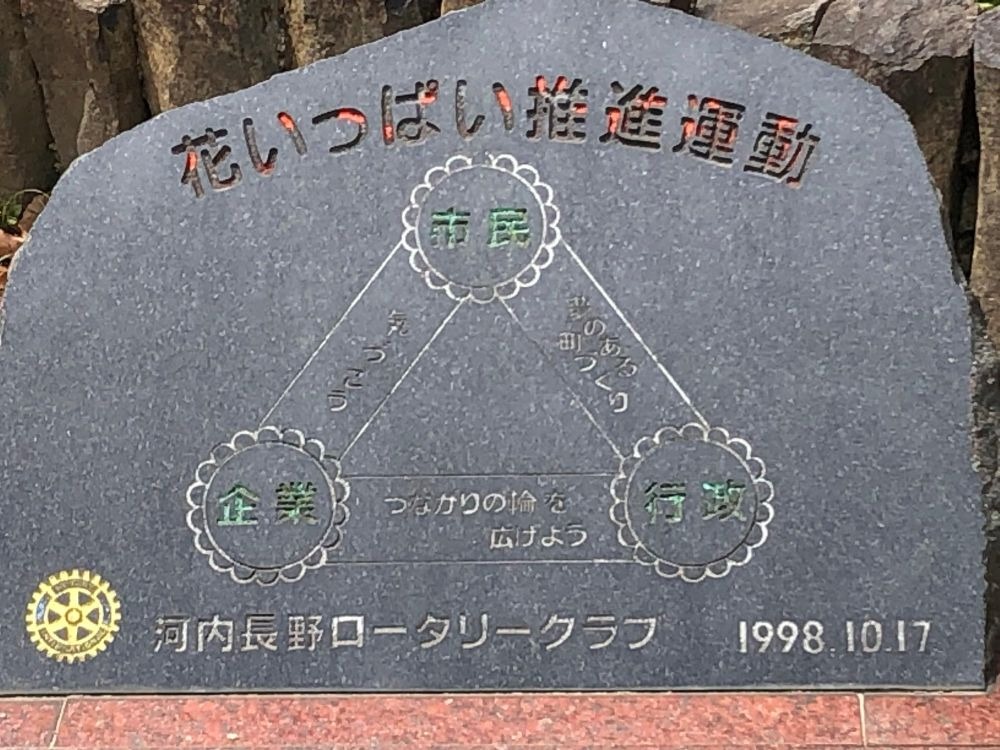 花いっぱい推進運動
市民
気づこう
夢のある
町づくり
企業
つながりの輪を
広げよう
行政
河内長野ロータリークラブ
1998.10.17